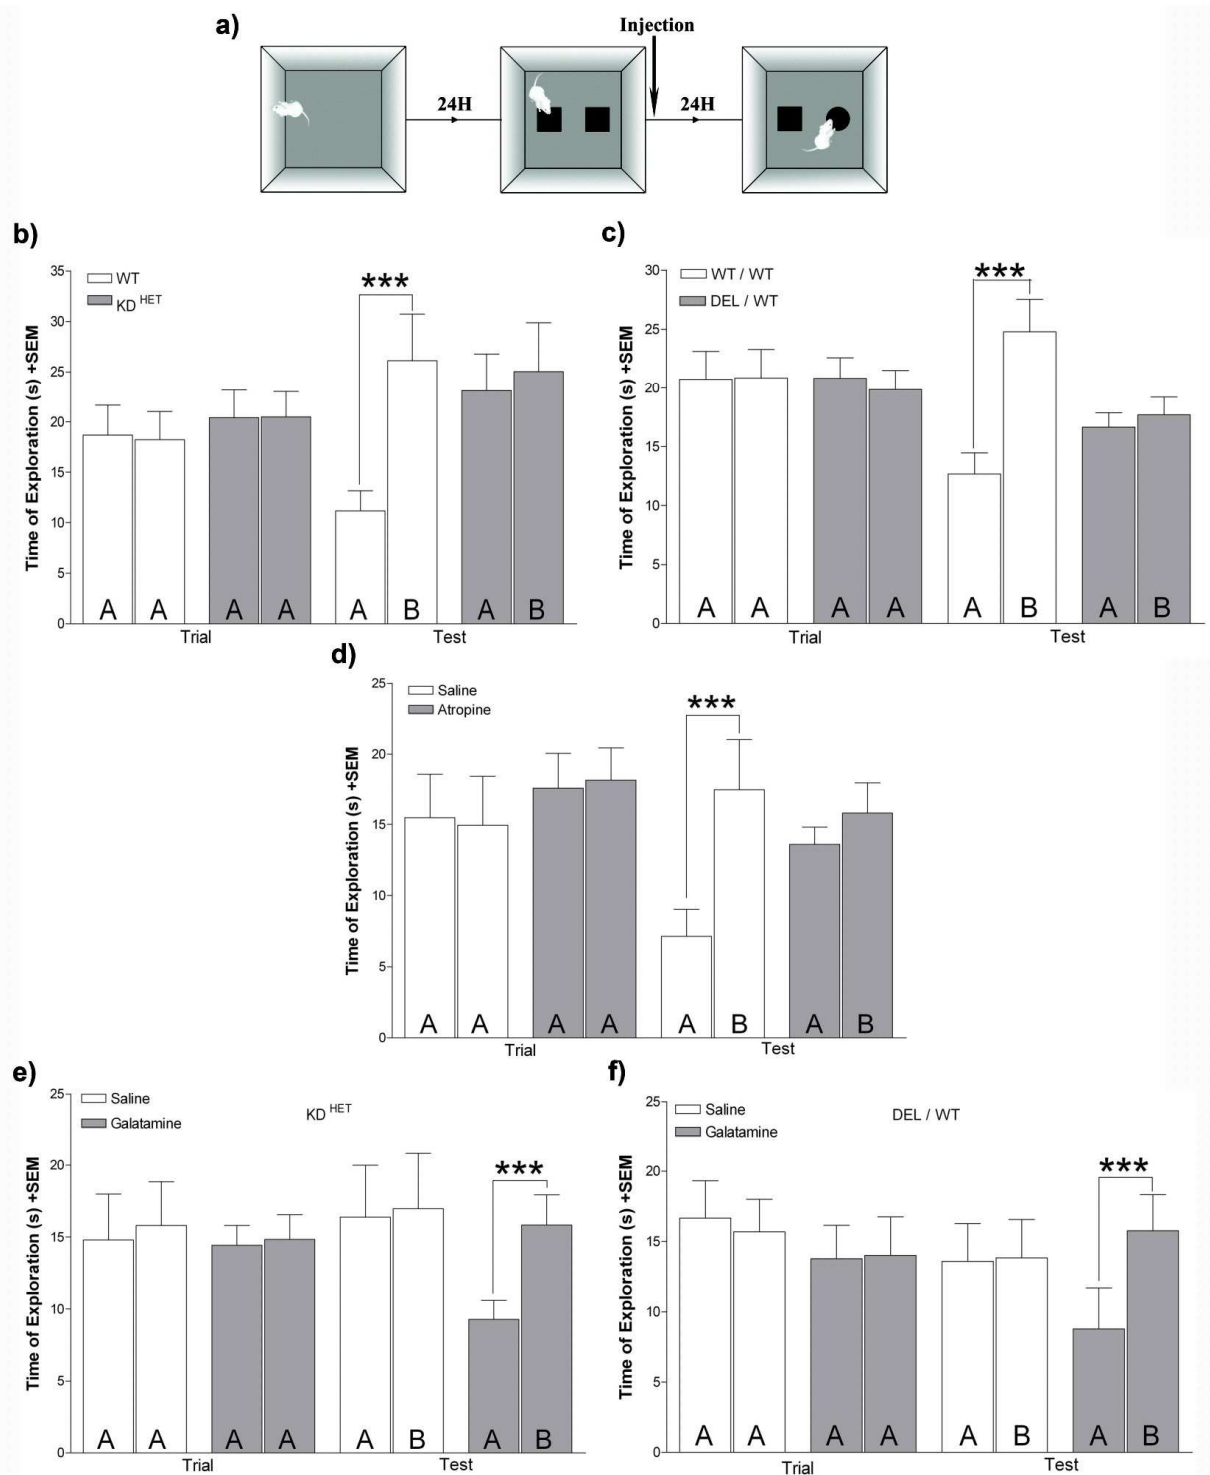 a)
Injection
24H
24H
b)
Time of Exploration (s) +SEM
35
30
25
20
15
10
5
0
WT
KD HET
***
A A A A A B A B
Trial Test
c)
Time of Exploration (s) +SEM
30
25
20
15
10
5
0
WT / WT
DEL / WT
***
A A A A A B A B
Trial Test
d)
Time of Exploration (s) +SEM
25
20
15
10
5
0
Saline
Atropine
***
A A A A A B A B
Trial Test
e)
Time of Exploration (s) +SEM
25
20
15
10
5
0
Saline
Galatamine
KD HET
***
A A A A A B A B
Trial Test
f)
Time of Exploration (s) +SEM
25
20
15
10
5
0
Saline
Galatamine
DEL / WT
***
A A A A A B A B
Trial Test